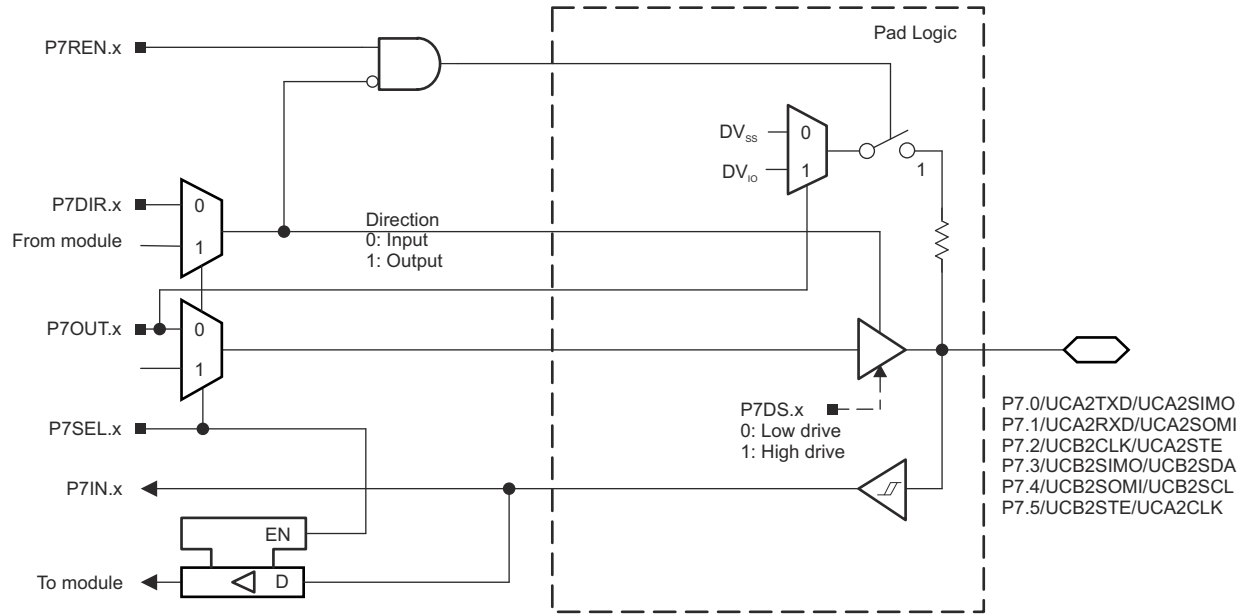 Pad Logic
P7REN.x
DVSS
0
DVIO
1
1
P7DIR.x
0
From module
1
Direction
0: Input
1: Output
P7OUT.x
0
1
P7DS.x
0: Low drive
1: High drive
P7SEL.x
P7IN.x
EN
To module
D
P7.0/UCA2TXD/UCA2SIMO
P7.1/UCA2RXD/UCA2SOMI
P7.2/UCB2CLK/UCA2STE
P7.3/UCB2SIMO/UCB2SDA
P7.4/UCB2SOMI/UCB2SCL
P7.5/UCB2STE/UCA2CLK